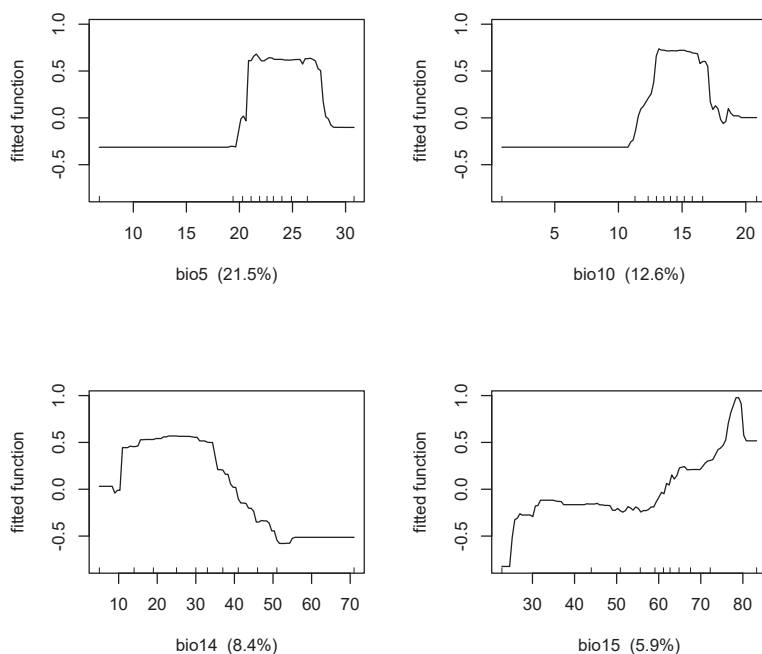 fitted function
1.0
0.5
0.0
-0.5
10 15 20 25 30
bio5 (21.5%)
fitted function
1.0
0.5
0.0
-0.5
5 10 15 20
bio10 (12.6%)
fitted function
1.0
0.5
0.0
-0.5
10 20 30 40 50 60 70
bio14 (8.4%)
fitted function
1.0
0.5
0.0
-0.5
30 40 50 60 70 80
bio15 (5.9%)